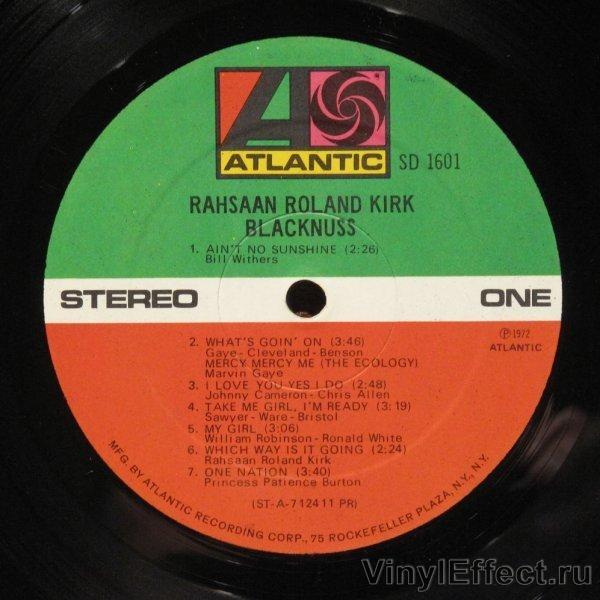 ATLANTIC
SD 1601
RAHSAAN ROLAND KIRK
BLACKNUSS
1. AIN'T NO SUNSHINE (2:26)
Bill Withers
STEREO
ONE
℗ 1972
ATLANTIC
2. WHAT'S GOIN' ON (3:46)
Gaye-Cleveland-Benson
MERCY MERCY ME (THE ECOLOGY)
Marvin Gaye
3. I LOVE YOU YES I DO (2:48)
Johnny Cameron-Chris Allen
4. TAKE ME GIRL, I'M READY (3:19)
Sawyer-Ware-Bristol
5. MY GIRL (3:06)
William Robinson-Ronald White
6. WHICH WAY IS IT GOING (2:24)
Rahsaan Roland Kirk
7. ONE NATION (3:40)
Princess Patience Burton
(ST-A-712411 PR)
MFG. BY ATLANTIC RECORDING CORP., 75 ROCKEFELLER PLAZA, N.Y., N.Y.
VinylEffect.ru